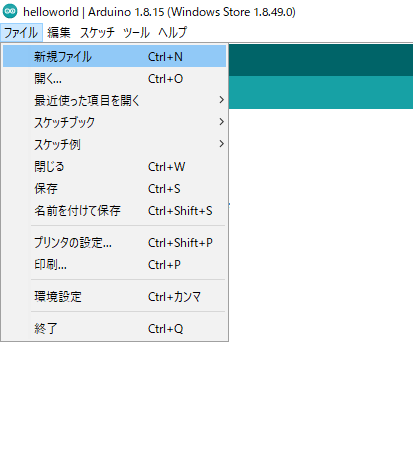 helloworld | Arduino 1.8.15 (Windows Store 1.8.49.0)
ファイル 編集 スケッチ ツール ヘルプ
新規ファイル Ctrl+N
開く... Ctrl+O
最近使った項目を開く
スケッチブック
スケッチ例
閉じる Ctrl+W
保存 Ctrl+S
名前を付けて保存 Ctrl+Shift+S
プリンタの設定... Ctrl+Shift+P
印刷... Ctrl+P
環境設定 Ctrl+カンマ
終了 Ctrl+Q